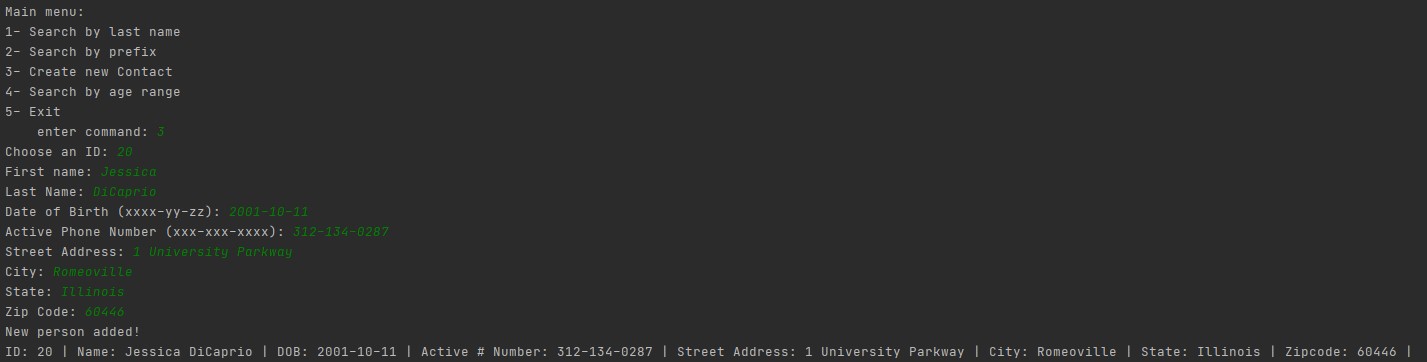 Main menu:
1- Search by last name
2- Search by prefix
3- Create new Contact
4- Search by age range
5- Exit
enter command: 3
Choose an ID: 20
First name: Jessica
Last Name: DiCaprio
Date of Birth (xxxx-yy-zz): 2001-10-11
Active Phone Number (xxx-xxx-xxxx): 312-134-0287
Street Address: 1 University Parkway
City: Romeoville
State: Illinois
Zip Code: 60446
New person added!
ID: 20 | Name: Jessica DiCaprio | DOB: 2001-10-11 | Active # Number: 312-134-0287 | Street Address: 1 University Parkway | City: Romeoville | State: Illinois | Zipcode: 60446 |